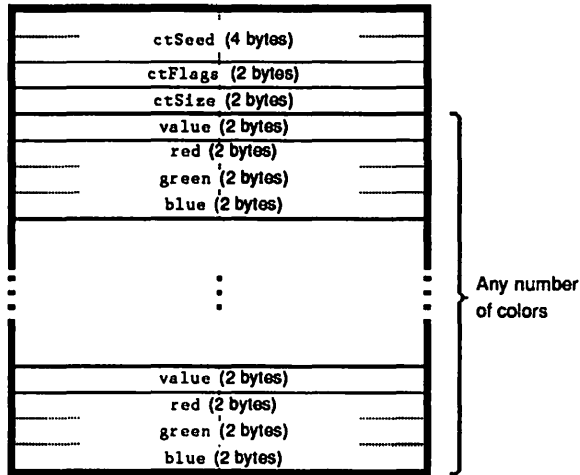 ctSeed (4 bytes)
ctFlags (2 bytes)
ctSize (2 bytes)
value (2 bytes)
red (2 bytes)
green (2 bytes)
blue (2 bytes)
Any number
of colors
value (2 bytes)
red (2 bytes)
green (2 bytes)
blue (2 bytes)